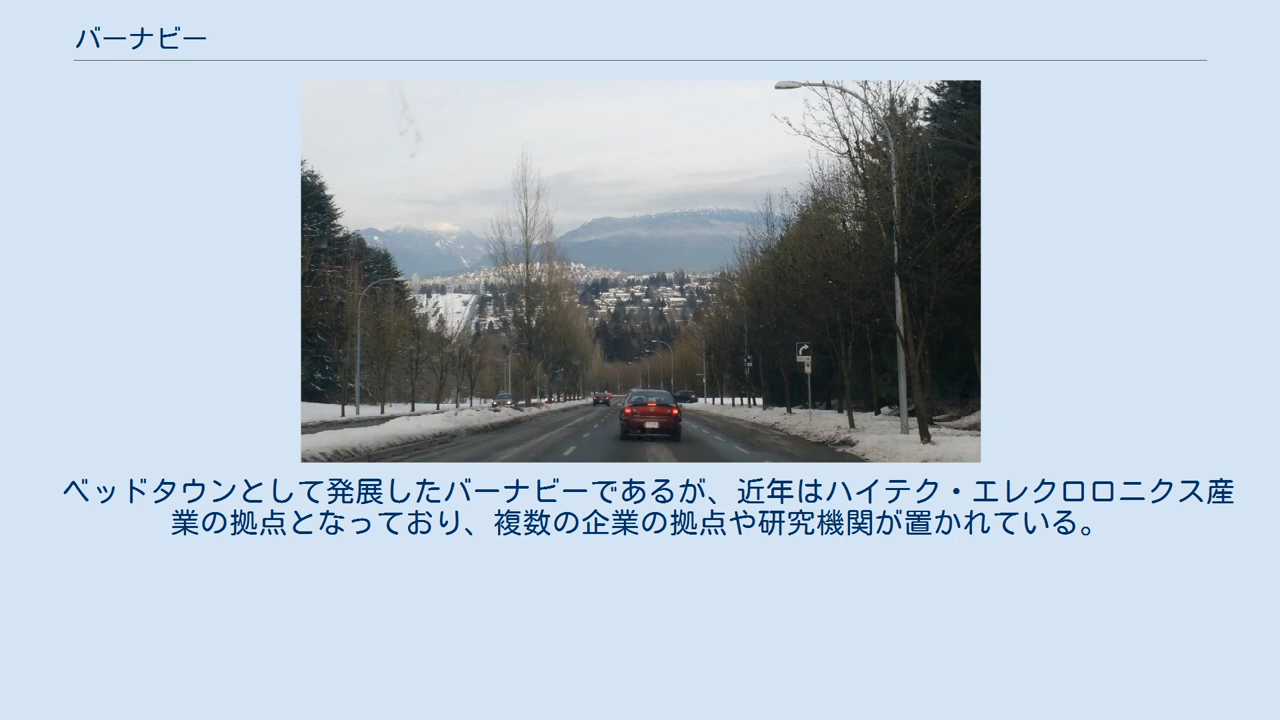 バーナビー
ベッドタウンとして発展したバーナビーであるが、近年はハイテク・エレクロロニクス産
業の拠点となっており、複数の企業の拠点や研究機関が置かれている。